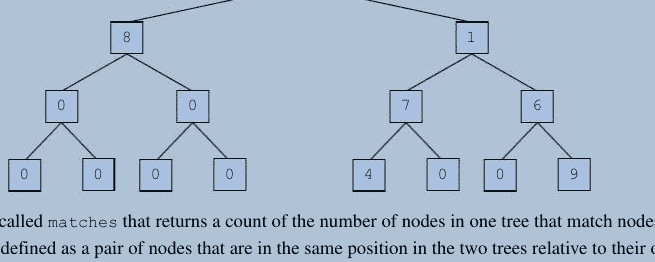 8 1
0 0 7 6
0 0 0 0 4 0 0 9
called matches that returns a count of the number of nodes in one tree that match node
defined as a pair of nodes that are in the same position in the two trees relative to their